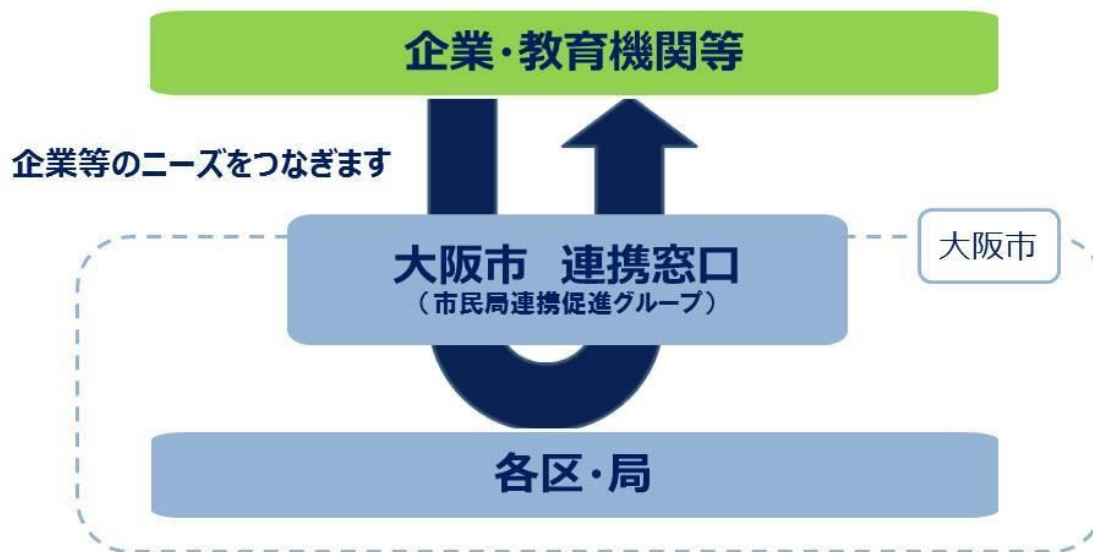 企業・教育機関等
企業等のニーズをつなぎます
大阪市
大阪市　連携窓口
（市民局連携促進グループ）
各区・局